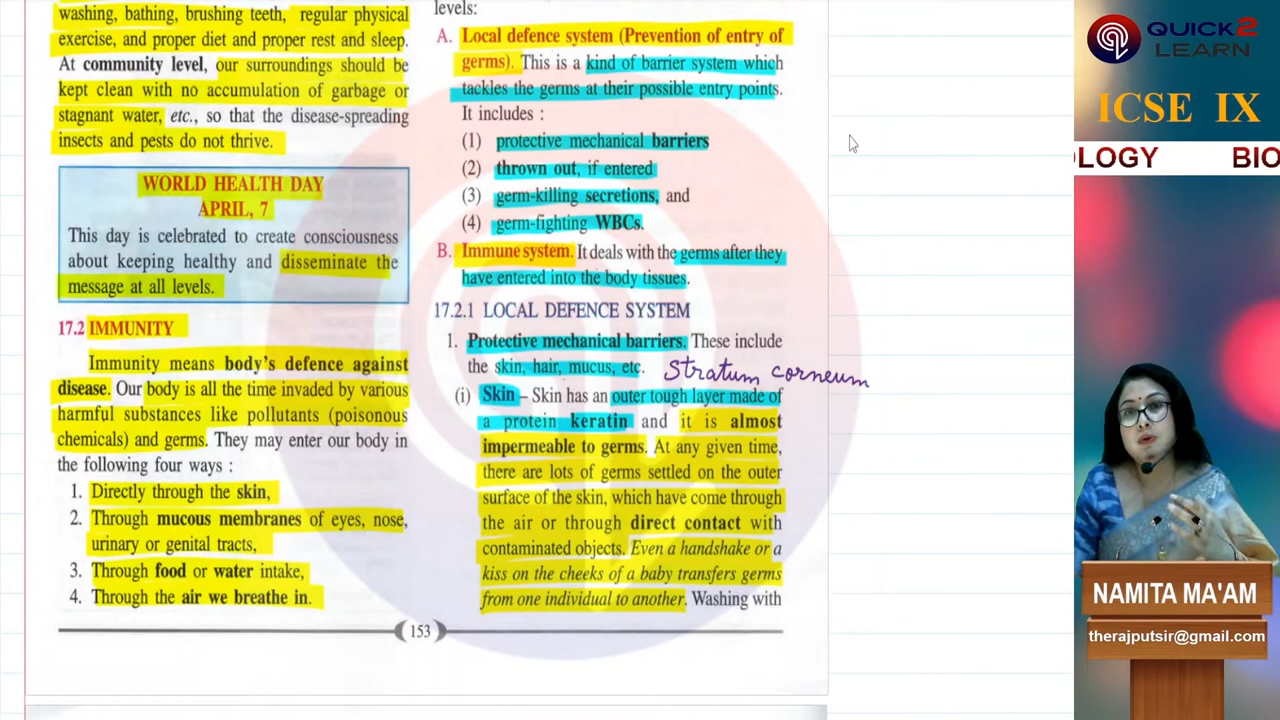 washing, bathing, brushing teeth, regular physical
exercise, and proper diet and proper rest and sleep.
At community level, our surroundings should be
kept clean with no accumulation of garbage or
stagnant water, etc., so that the disease-spreading
insects and pests do not thrive.
WORLD HEALTH DAY
APRIL, 7
This day is celebrated to create consciousness
about keeping healthy and disseminate the
message at all levels.
17.2 IMMUNITY
Immunity means body's defence against
disease. Our body is all the time invaded by various
harmful substances like pollutants (poisonous
chemicals) and germs. They may enter our body in
the following four ways :
1. Directly through the skin,
2. Through mucous membranes of eyes, nose,
urinary or genital tracts,
3. Through food or water intake,
4. Through the air we breathe in.
levels:
A. Local defence system (Prevention of entry of
germs). This is a kind of barrier system which
tackles the germs at their possible entry points.
It includes :
(1) protective mechanical barriers
(2) thrown out, if entered
(3) germ-killing secretions, and
(4) germ-fighting WBCs.
B. Immune system. It deals with the germs after they
have entered into the body tissues.
17.2.1 LOCAL DEFENCE SYSTEM
1. Protective mechanical barriers. These include
the skin, hair, mucus, etc.
Stratum corneum
(i) Skin – Skin has an outer tough layer made of
a protein keratin and it is almost
impermeable to germs. At any given time,
there are lots of germs settled on the outer
surface of the skin, which have come through
the air or through direct contact with
contaminated objects. Even a handshake or a
kiss on the cheeks of a baby transfers germs
from one individual to another. Washing with
153
QUICK2
LEARN
ICSE IX
OLOGY BIO
NAMITA MA'AM
therajputsir@gmail.com